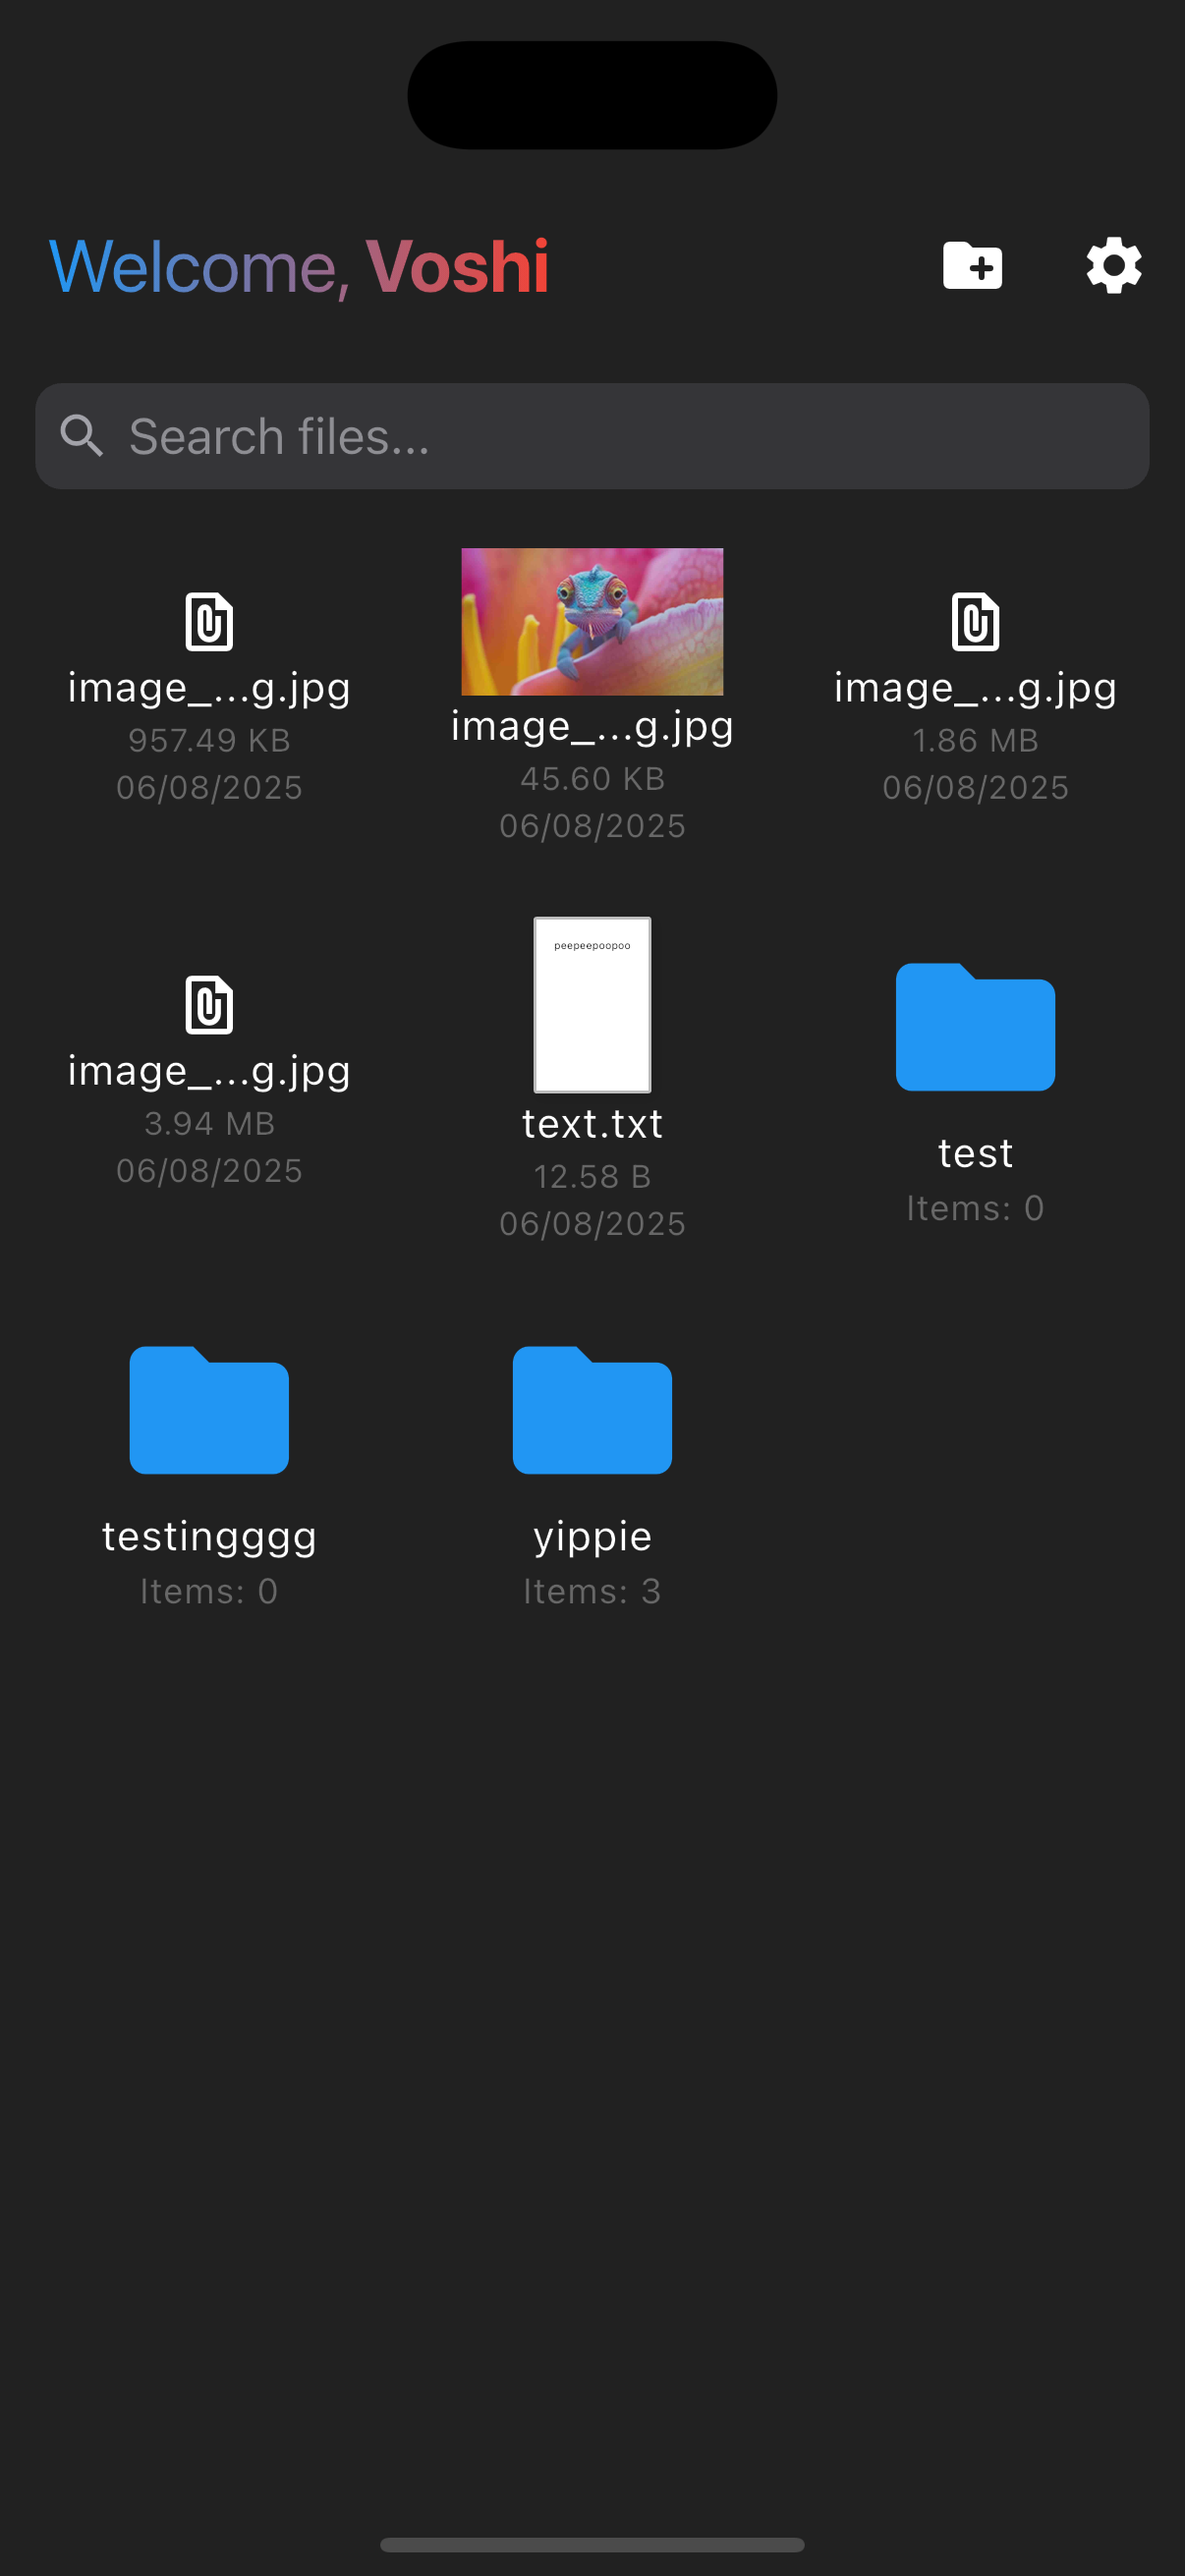 Welcome, Voshi
Search files...
image_...g.jpg
957.49 KB
06/08/2025
image_...g.jpg
45.60 KB
06/08/2025
image_...g.jpg
1.86 MB
06/08/2025
image_...g.jpg
3.94 MB
06/08/2025
peepeepoopoo
text.txt
12.58 B
06/08/2025
test
Items: 0
testingggg
Items: 0
yippie
Items: 3